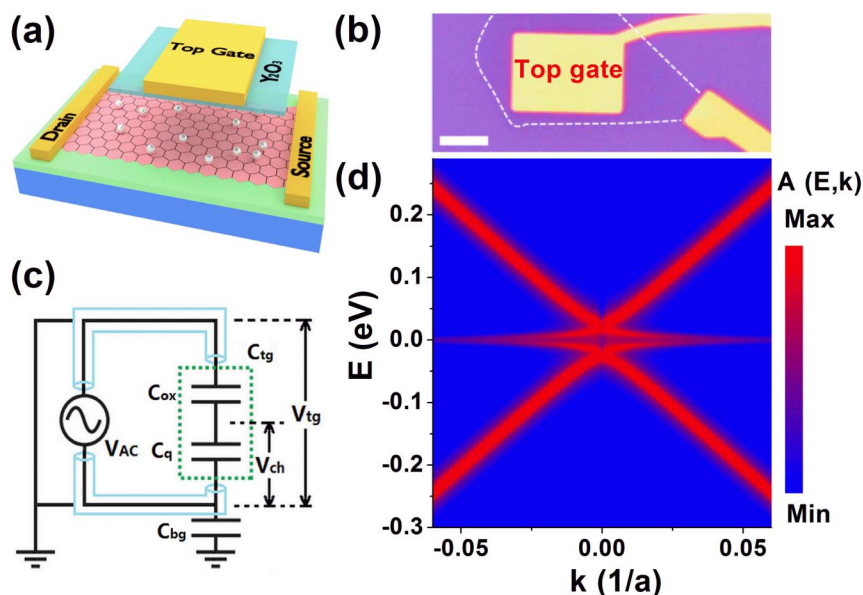 (a)
Top Gate
Y₂O₃
Drain
Source
(b)
Top gate
(c)
C_tg
C_ox
V_tg
V_AC
C_q
V_ch
C_bg
(d)
A (E,k)
Max
Min
E (eV)
0.2
0.1
0.0
-0.1
-0.2
-0.3
-0.05
0.00
0.05
k (1/a)